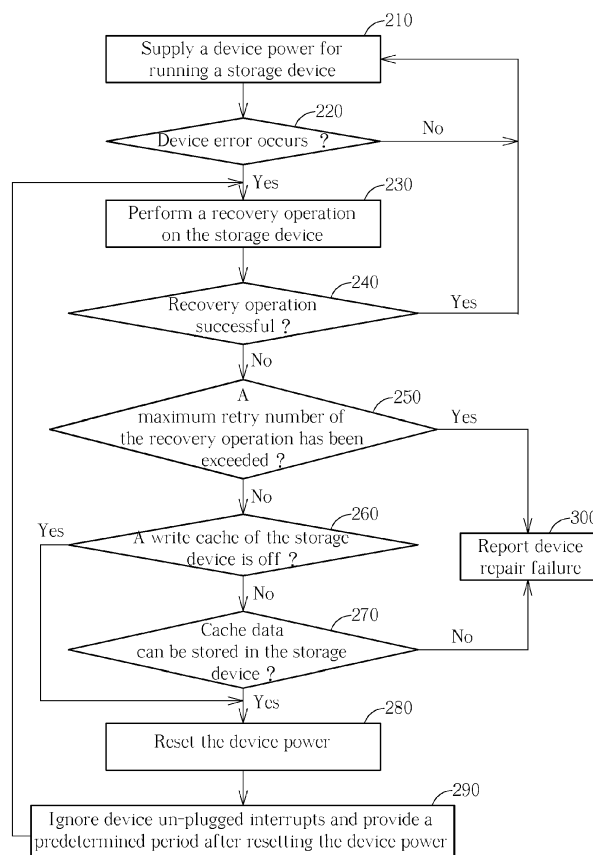 210
Supply a device power for
running a storage device
220
Device error occurs ?
No
Yes
230
Perform a recovery operation
on the storage device
240
Recovery operation
successful ?
Yes
No
250
A
maximum retry number of
the recovery operation has been
exceeded ?
Yes
No
260
Yes
A write cache of the storage
device is off ?
300
Report device
repair failure
No
270
Cache data
can be stored in the storage
device ?
No
Yes
280
Reset the device power
290
Ignore device un-plugged interrupts and provide a
predetermined period after resetting the device power